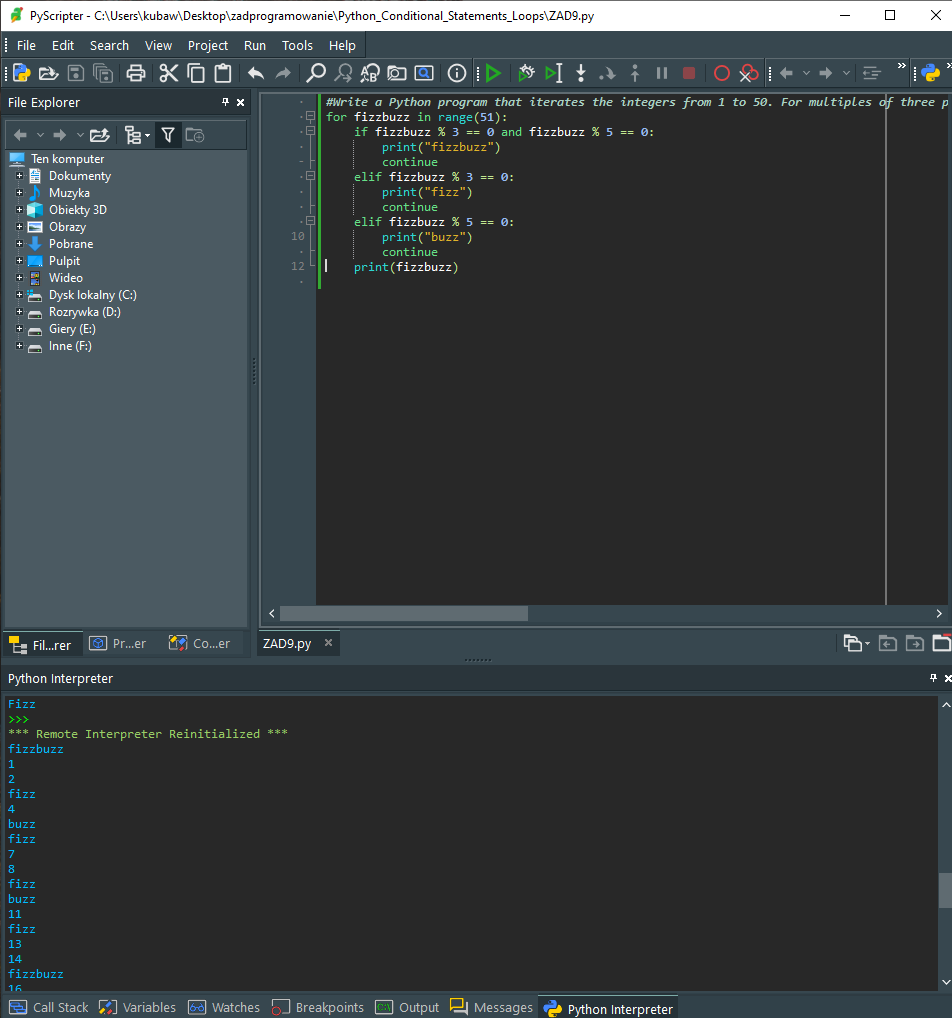 PyScripter - C:\Users\kubaw\Desktop\zadprogramowanie\Python_Conditional_Statements_Loops\ZAD9.py
File Edit Search View Project Run Tools Help
File Explorer
Ten komputer
Dokumenty
Muzyka
Obiekty 3D
Obrazy
Pobrane
Pulpit
Wideo
Dysk lokalny (C:)
Rozrywka (D:)
Giery (E:)
Inne (F:)
Fil...rer Pr...er Co...er
#Write a Python program that iterates the integers from 1 to 50. For multiples of three p
for fizzbuzz in range(51):
    if fizzbuzz % 3 == 0 and fizzbuzz % 5 == 0:
        print("fizzbuzz")
        continue
    elif fizzbuzz % 3 == 0:
        print("fizz")
        continue
    elif fizzbuzz % 5 == 0:
10         print("buzz")
        continue
12     print(fizzbuzz)
ZAD9.py
Python Interpreter
Fizz
>>>
*** Remote Interpreter Reinitialized ***
fizzbuzz
1
2
fizz
4
buzz
fizz
7
8
fizz
buzz
11
fizz
13
14
fizzbuzz
16
Call Stack Variables Watches Breakpoints Output Messages Python Interpreter